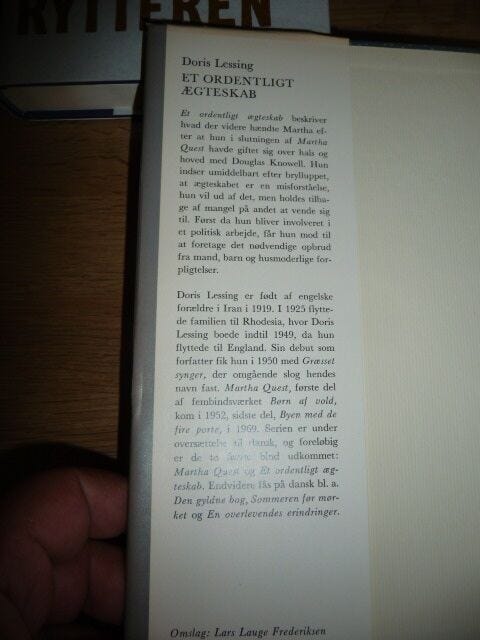 RYTTEREN
Doris Lessing
ET ORDENTLIGT
ÆGTESKAB
Et ordentligt ægteskab beskriver
hvad der videre hændte Martha ef-
ter at hun i slutningen af Martha
Quest havde giftet sig over hals og
hoved med Douglas Knowell. Hun
indser umiddelbart efter brylluppet,
at ægteskabet er en misforståelse,
hun vil ud af det, men holdes tilba-
ge af mangel på andet at vende sig
til. Først da hun bliver involveret i
et politisk arbejde, får hun mod til
at foretage det nødvendige opbrud
fra mand, barn og husmoderlige for-
pligtelser.
Doris Lessing er født af engelske
forældre i Iran i 1919. I 1925 flytte-
de familien til Rhodesia, hvor Doris
Lessing boede indtil 1949, da hun
flyttede til England. Sin debut som
forfatter fik hun i 1950 med Græsset
synger, der omgående slog hendes
navn fast. Martha Quest, første del
af fembindsværket Børn af vold,
kom i 1952, sidste del, Byen med de
fire porte, i 1969. Serien er under
oversættelse til dansk, og foreløbig
er de to første bind udkommet:
Martha Quest og Et ordentligt æg-
teskab. Endvidere fås på dansk bl. a.
Den gyldne bog, Sommeren før mør-
ket og En overlevendes erindringer.
Omslag: Lars Lauge Frederiksen